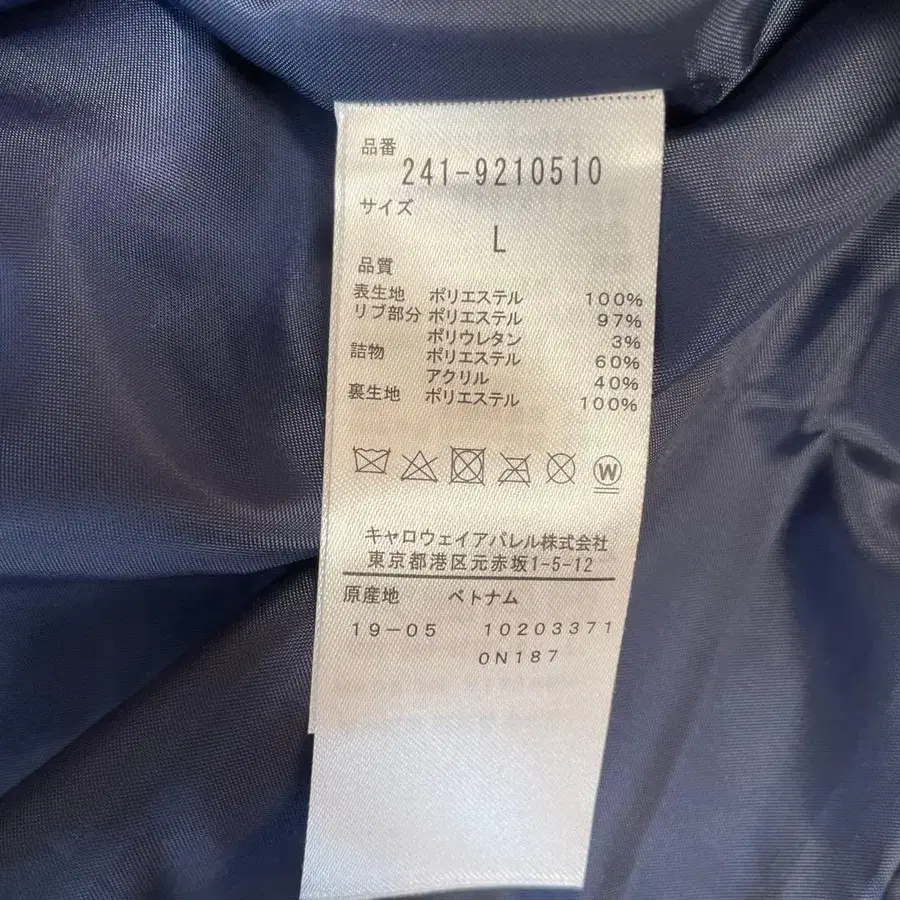 品番
241-9210510
サイズ
L
品質
表生地 ポリエステル 100%
リブ部分 ポリエステル 97%
ポリウレタン 3%
詰物 ポリエステル 60%
アクリル 40%
裏生地 ポリエステル 100%
W
キャロウェイアパレル株式会社
東京都港区元赤坂1-5-12
原産地 ベトナム
19-05 10203371
0N187